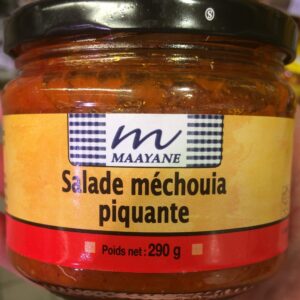 m
MAAYANE
Salade méchouia
piquante
Poids net: 290 g